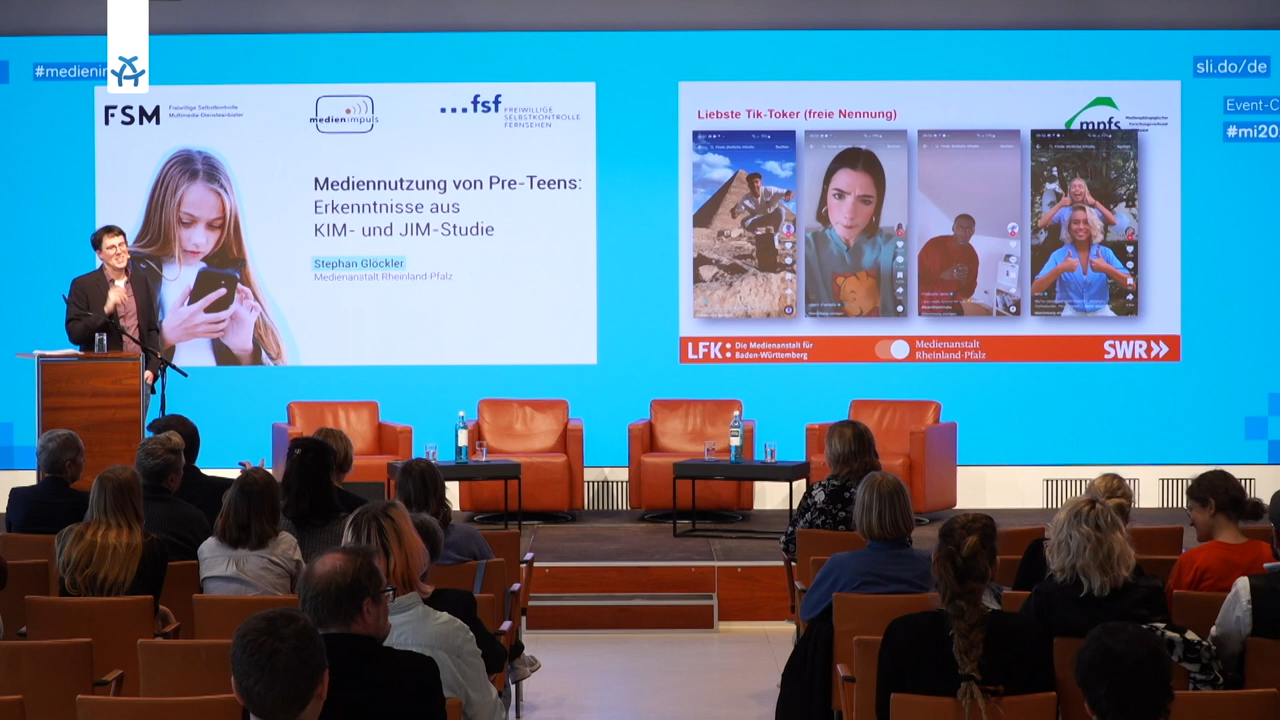 #medienim
sli.do/de
Event-C
#mi20
FSM
Freiwillige Selbstkontrolle
Multimedia-Diensteanbieter
medienimpuls
fsf
FREIWILLIGE
SELBSTKONTROLLE
FERNSEHEN
Mediennutzung von Pre-Teens:
Erkenntnisse aus
KIM- und JIM-Studie
Stephan Glöckler
Medienanstalt Rheinland-Pfalz
Liebste Tik-Toker (freie Nennung)
mpfs
LFK
Die Medienanstalt für
Baden-Württemberg
Medienanstalt
Rheinland-Pfalz
SWR